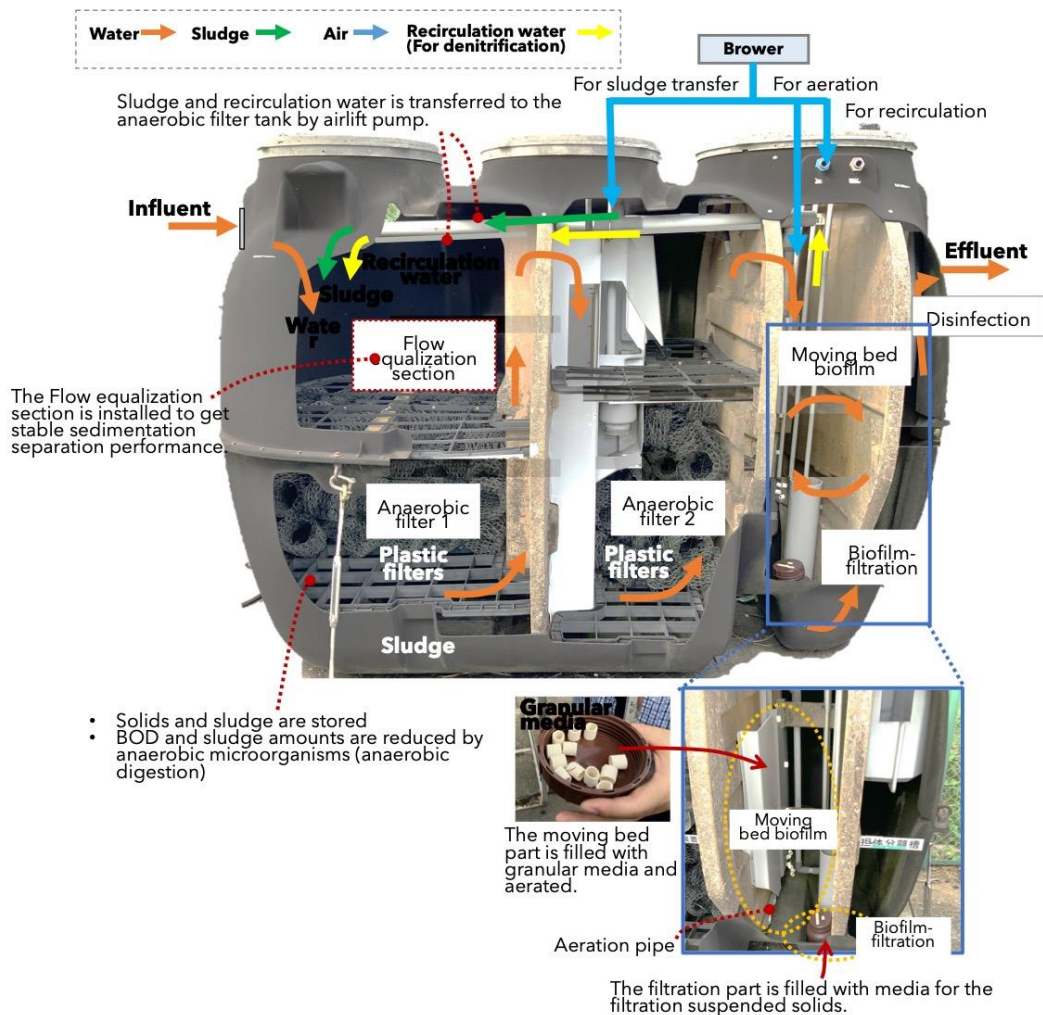 Water
Sludge
Air
Recirculation water
(For denitrification)
Brower
For sludge transfer
For aeration
For recirculation
Sludge and recirculation water is transferred to the
anaerobic filter tank by airlift pump.
Influent
Effluent
Recirculation
water
Sludge
Wate
r
Disinfection
Flow
equalization
section
Moving bed
biofilm
The Flow equalization
section is installed to get
stable sedimentation
separation performance.
Anaerobic
filter 1
Anaerobic
filter 2
Plastic
filters
Plastic
filters
Biofilm-
filtration
Sludge
• Solids and sludge are stored
• BOD and sludge amounts are reduced by
anaerobic microorganisms (anaerobic
digestion)
Granular
media
The moving bed
part is filled with
granular media and
aerated.
Moving
bed biofilm
担体分離槽
Aeration pipe
Biofilm-
filtration
The filtration part is filled with media for the
filtration suspended solids.